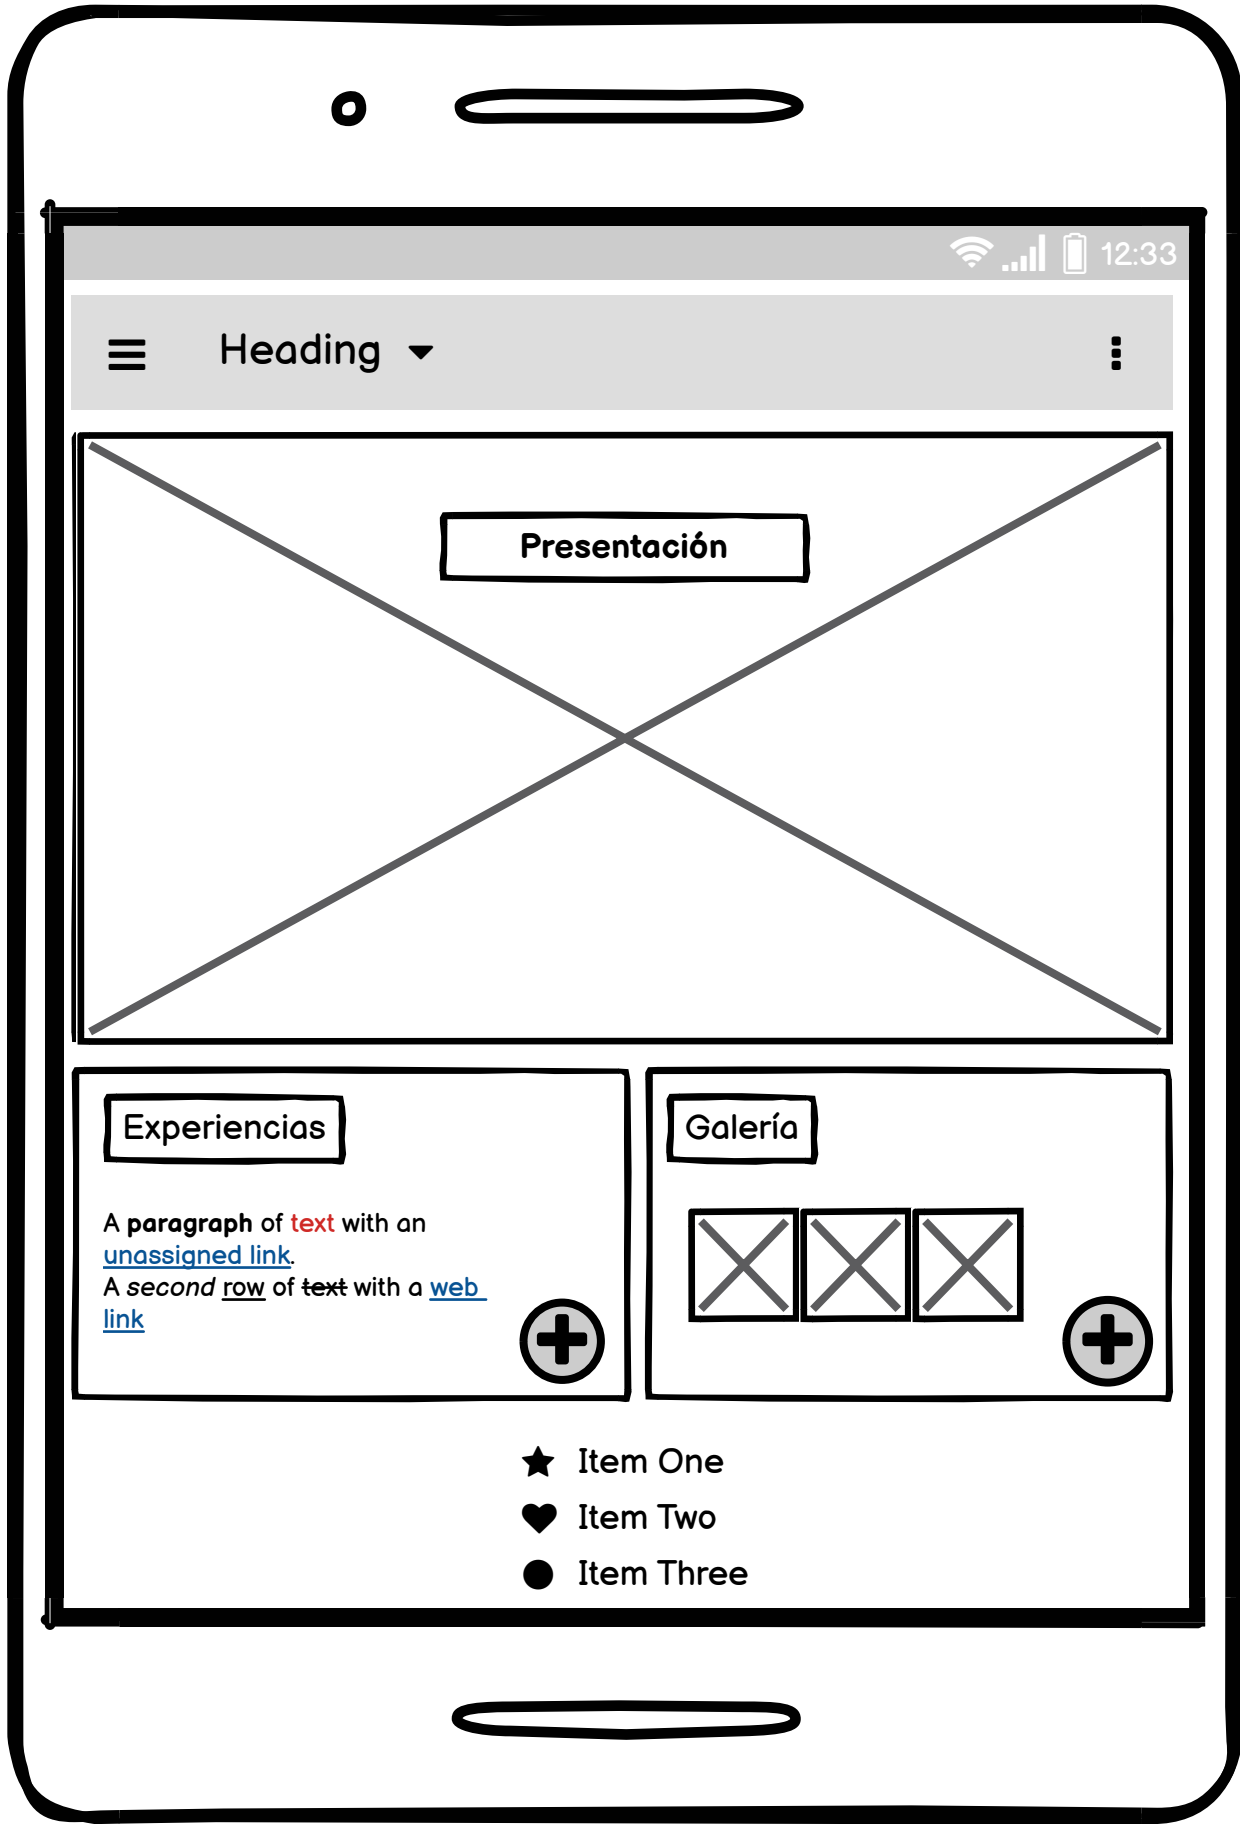 12:33
Heading
Presentación
Experiencias
A paragraph of text with an
unassigned link.
A second row of text with a web
link
Galería
Item One
Item Two
Item Three